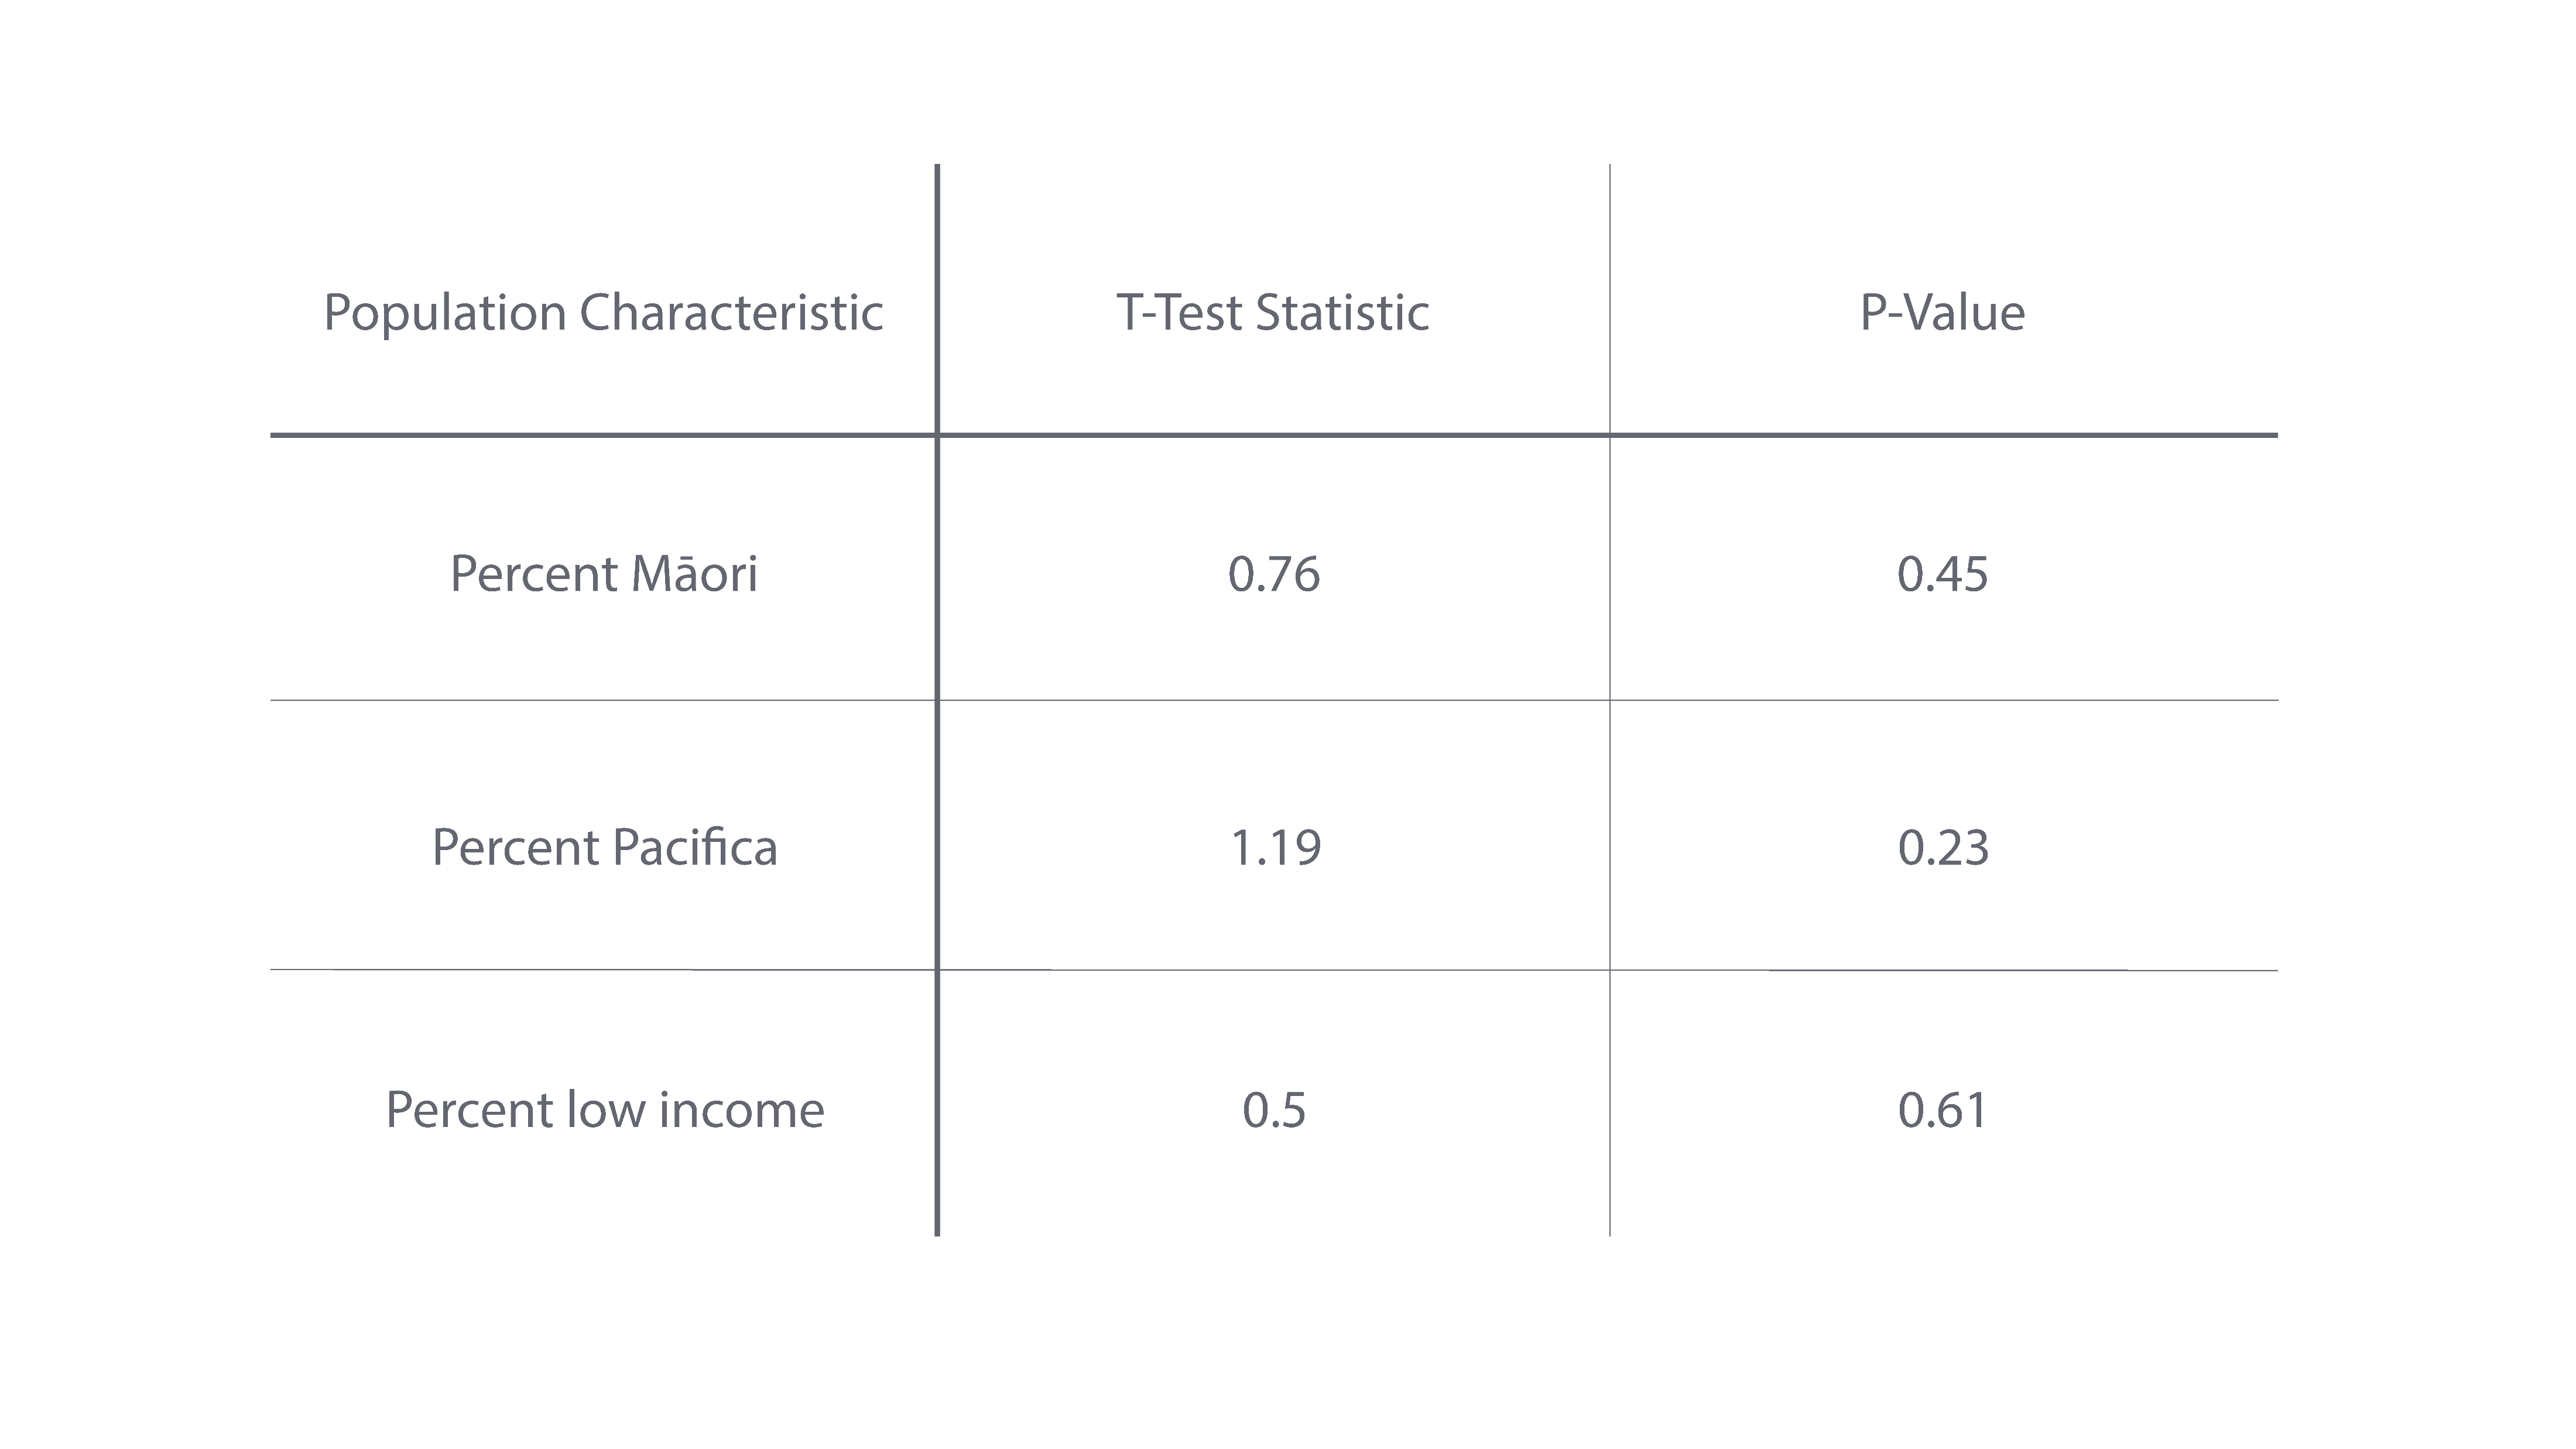 Population Characteristic T-Test Statistic P-Value
Percent Māori 0.76 0.45
Percent Pacifica 1.19 0.23
Percent low income 0.5 0.61